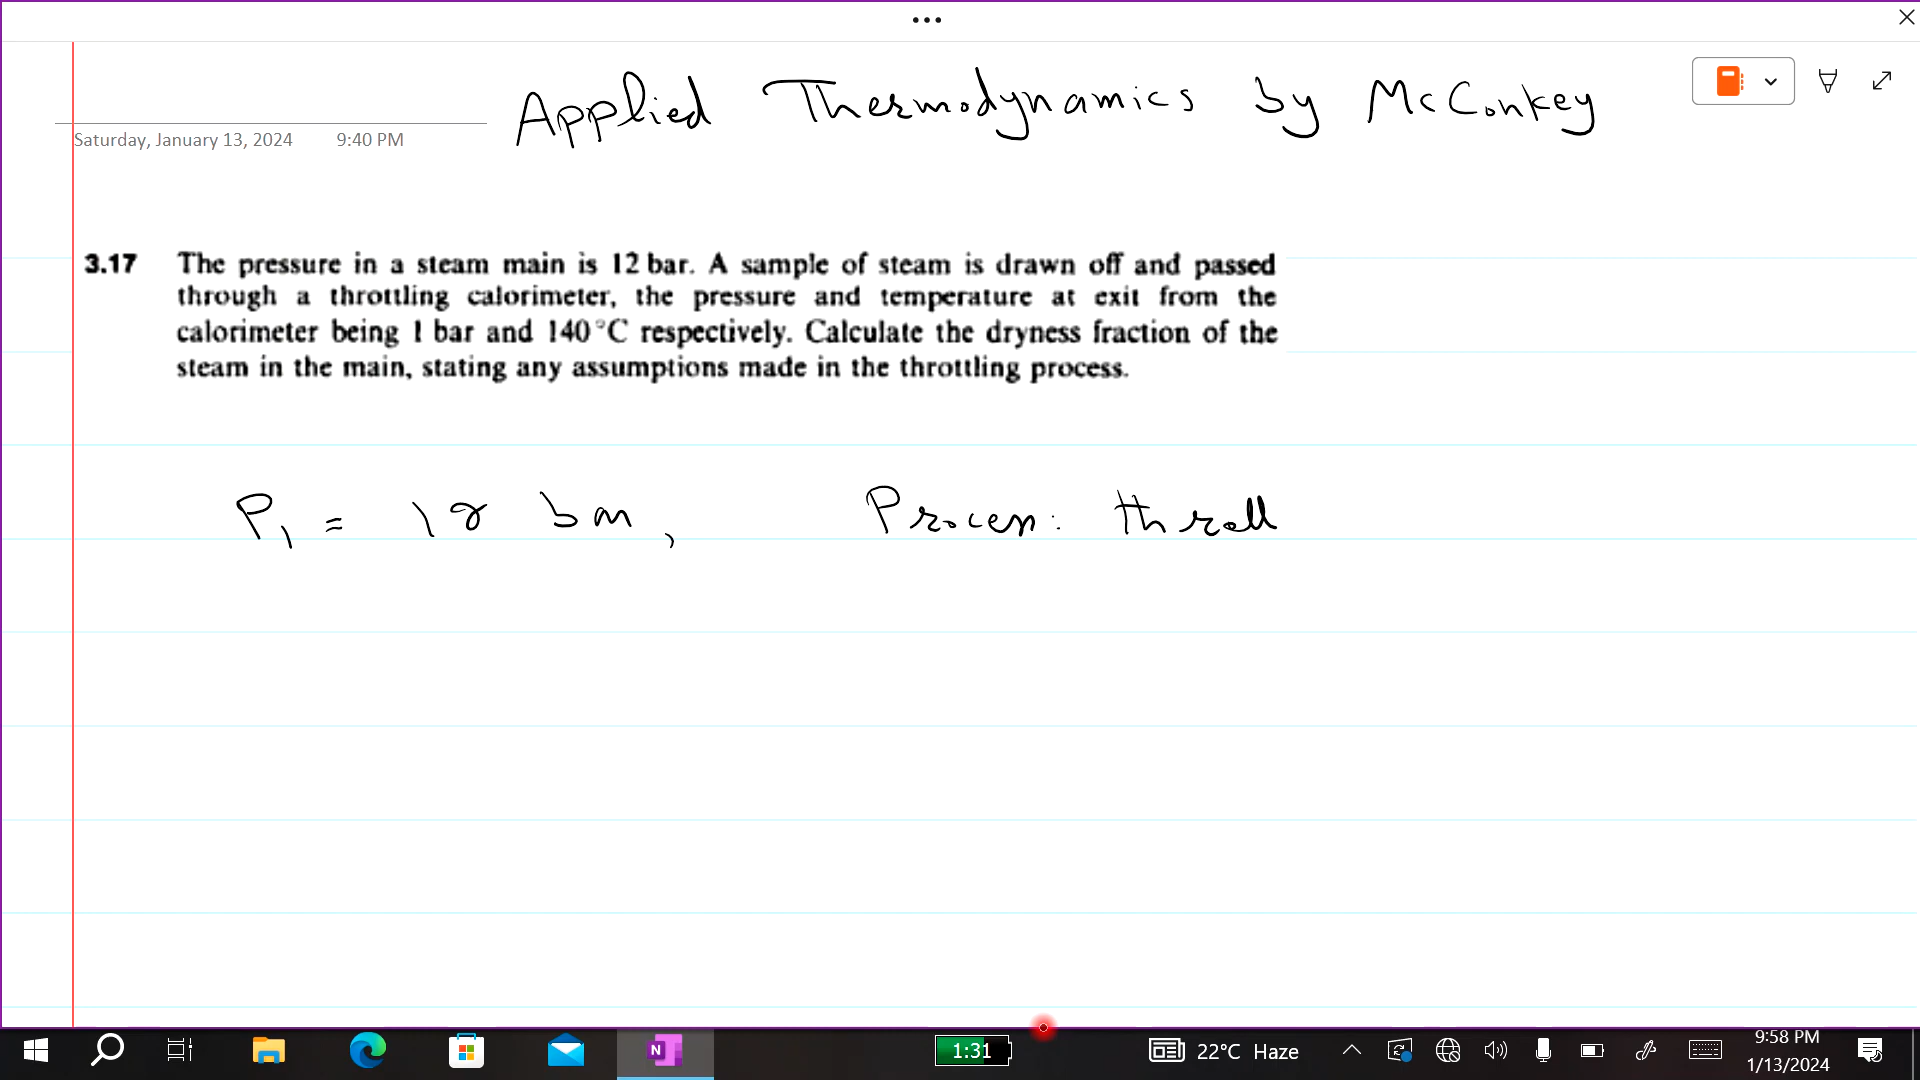 Applied Thermodynamics by McConkey
Saturday, January 13, 2024 9:40 PM
3.17 The pressure in a steam main is 12 bar. A sample of steam is drawn off and passed
through a throttling calorimeter, the pressure and temperature at exit from the
calorimeter being 1 bar and 140 °C respectively. Calculate the dryness fraction of the
steam in the main, stating any assumptions made in the throttling process.
P₁ = 12 bar, Process: thrott
1:31
22°C Haze
9:58 PM
1/13/2024